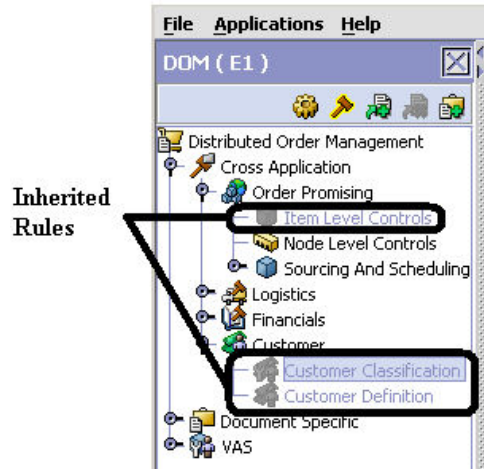 File Applications Help
DOM ( E1 )
Distributed Order Management
Cross Application
Order Promising
Item Level Controls
Node Level Controls
Sourcing And Scheduling
Logistics
Financials
Customer
Customer Classification
Customer Definition
Document Specific
VAS
Inherited
Rules